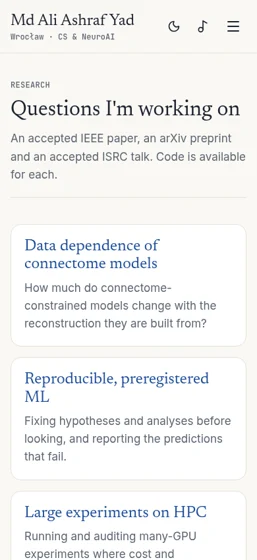 Md Ali Ashraf Yad
Wrocław · CS & NeuroAI
RESEARCH
Questions I'm working on
An accepted IEEE paper, an arXiv preprint
and an accepted ISRC talk. Code is available
for each.
Data dependence of
connectome models
How much do connectome-
constrained models change with the
reconstruction they are built from?
Reproducible, preregistered
ML
Fixing hypotheses and analyses before
looking, and reporting the predictions
that fail.
Large experiments on HPC
Running and auditing many-GPU
experiments where cost and